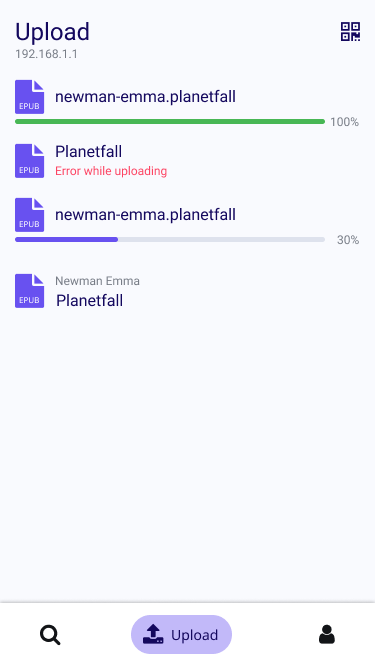 Upload
192.168.1.1
EPUB
newman-emma.planetfall
100%
EPUB
Planetfall
Error while uploading
EPUB
newman-emma.planetfall
30%
EPUB
Newman Emma
Planetfall
Upload